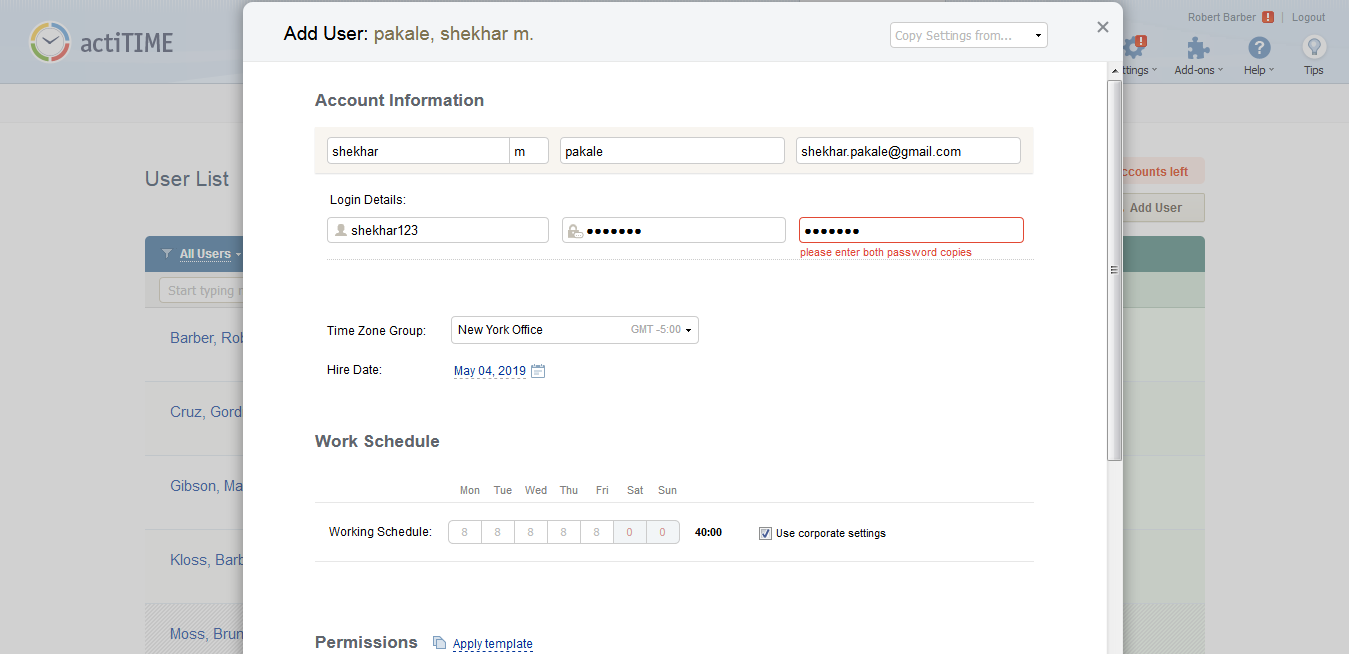 Add User: pakale, shekhar m.
Copy Settings from...
Robert Barber
Logout
actiTIME
Add-ons
Help
Tips
Account Information
shekhar
m
pakale
shekhar.pakale@gmail.com
User List
accounts left
Login Details:
Add User
shekhar123
•••••••
•••••••
please enter both password copies
All Users
Start typing
Time Zone Group:
New York Office
GMT -5:00
Barber, Rob
Hire Date:
May 04, 2019
Cruz, Gord
Work Schedule
Gibson, Ma
Mon Tue Wed Thu Fri Sat Sun
Working Schedule:
8 8 8 8 8 0 0
40:00
Use corporate settings
Kloss, Barb
Moss, Brun
Permissions
Apply template